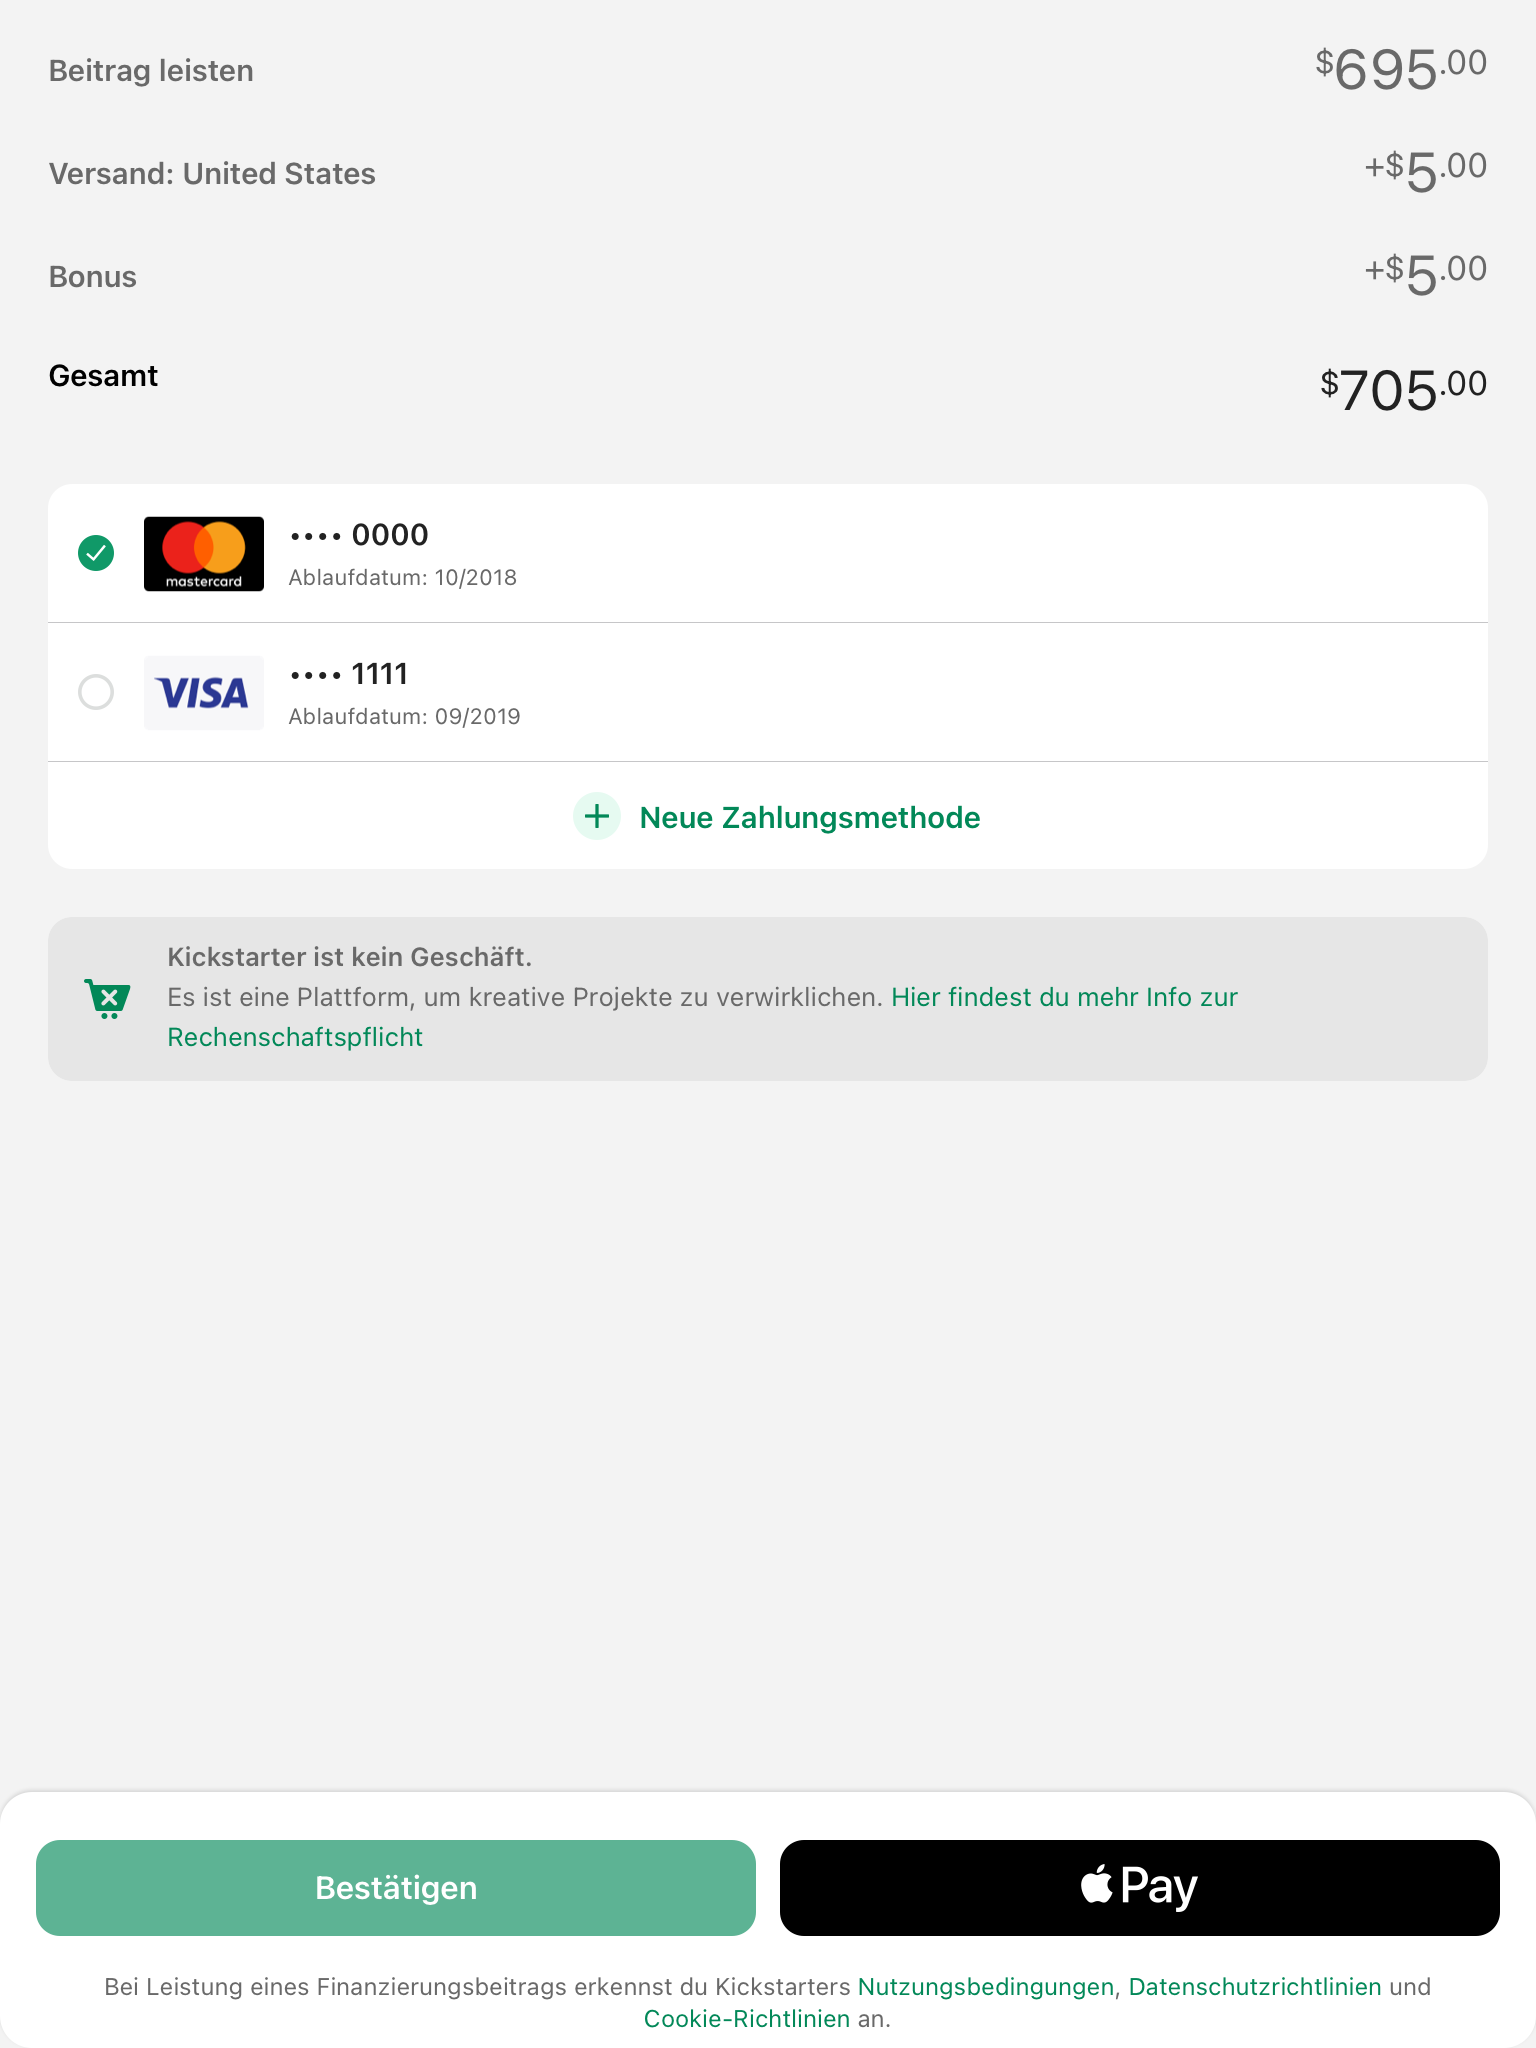 Beitrag leisten $695.00
Versand: United States +$5.00
Bonus +$5.00
Gesamt $705.00
mastercard
•••• 0000
Ablaufdatum: 10/2018
VISA
•••• 1111
Ablaufdatum: 09/2019
Neue Zahlungsmethode
Kickstarter ist kein Geschäft.
Es ist eine Plattform, um kreative Projekte zu verwirklichen. Hier findest du mehr Info zur
Rechenschaftspflicht
Bestätigen
Pay
Bei Leistung eines Finanzierungsbeitrags erkennst du Kickstarters Nutzungsbedingungen, Datenschutzrichtlinien und
Cookie-Richtlinien an.